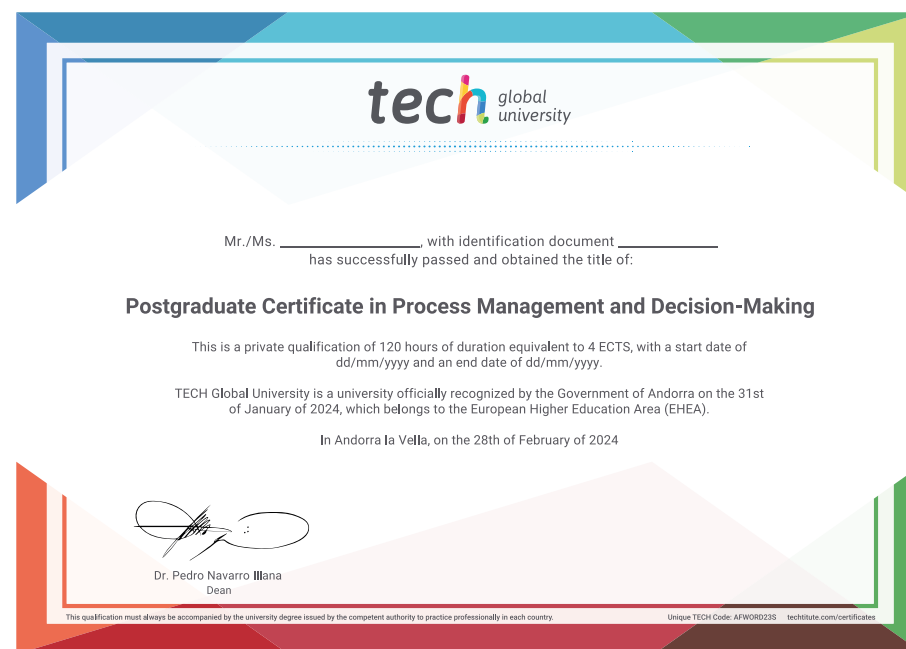 tech global university
Mr./Ms. ____________________, with identification document ______________
has successfully passed and obtained the title of:
Postgraduate Certificate in Process Management and Decision-Making
This is a private qualification of 120 hours of duration equivalent to 4 ECTS, with a start date of
dd/mm/yyyy and an end date of dd/mm/yyyy.
TECH Global University is a university officially recognized by the Government of Andorra on the 31st
of January of 2024, which belongs to the European Higher Education Area (EHEA).
In Andorra la Vella, on the 28th of February of 2024
Dr. Pedro Navarro Illana
Dean
This qualification must always be accompanied by the university degree issued by the competent authority to practice professionally in each country.
Unique TECH Code: AFWORD23S techtitute.com/certificates